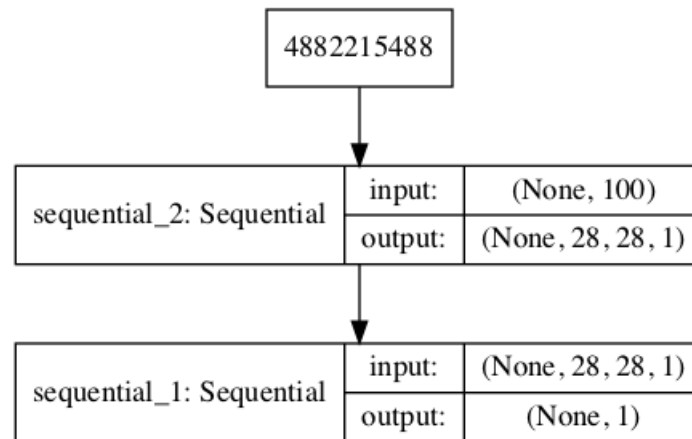 4882215488
sequential_2: Sequential
input:
(None, 100)
output:
(None, 28, 28, 1)
sequential_1: Sequential
input:
(None, 28, 28, 1)
output:
(None, 1)